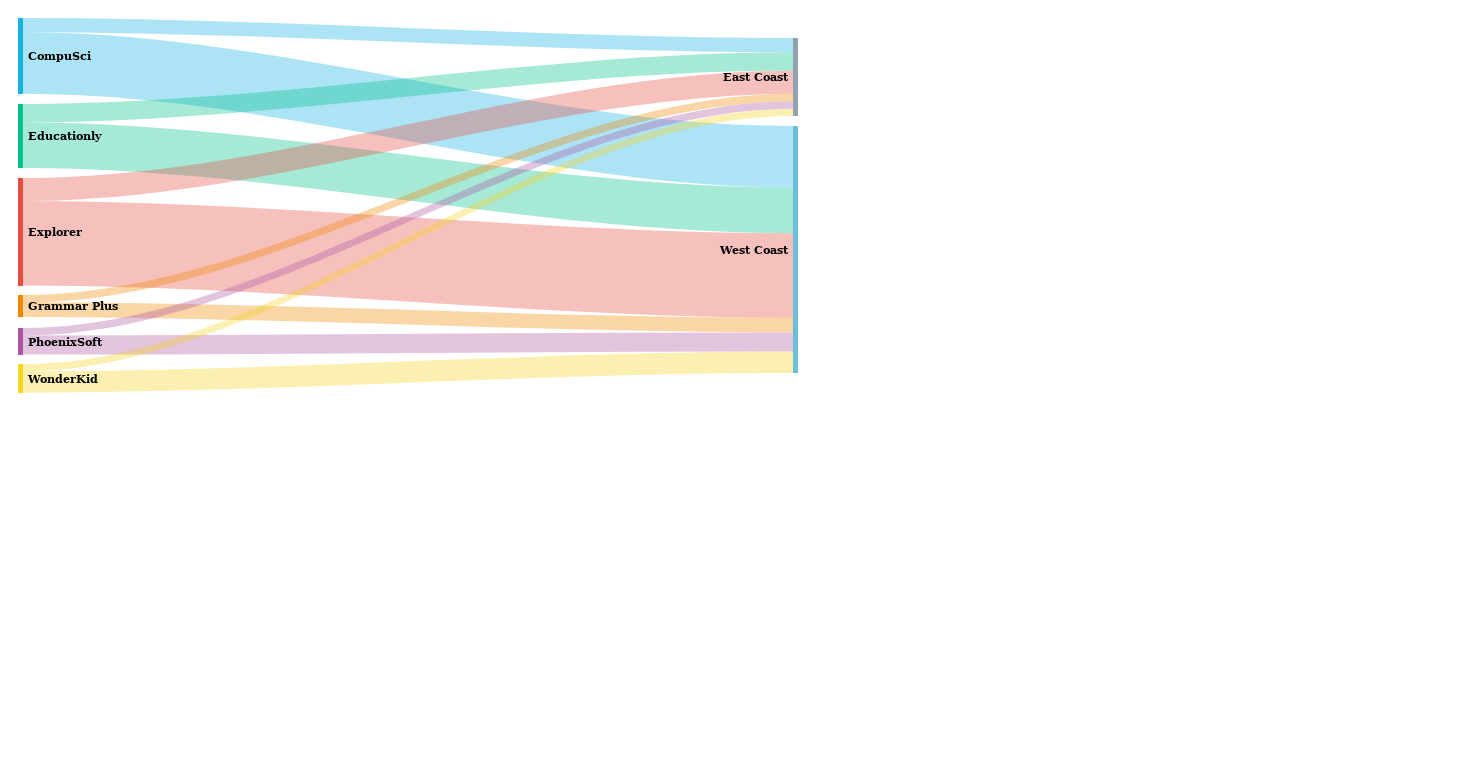 CompuSci
East Coast
Educationly
Explorer
West Coast
Grammar Plus
PhoenixSoft
WonderKid